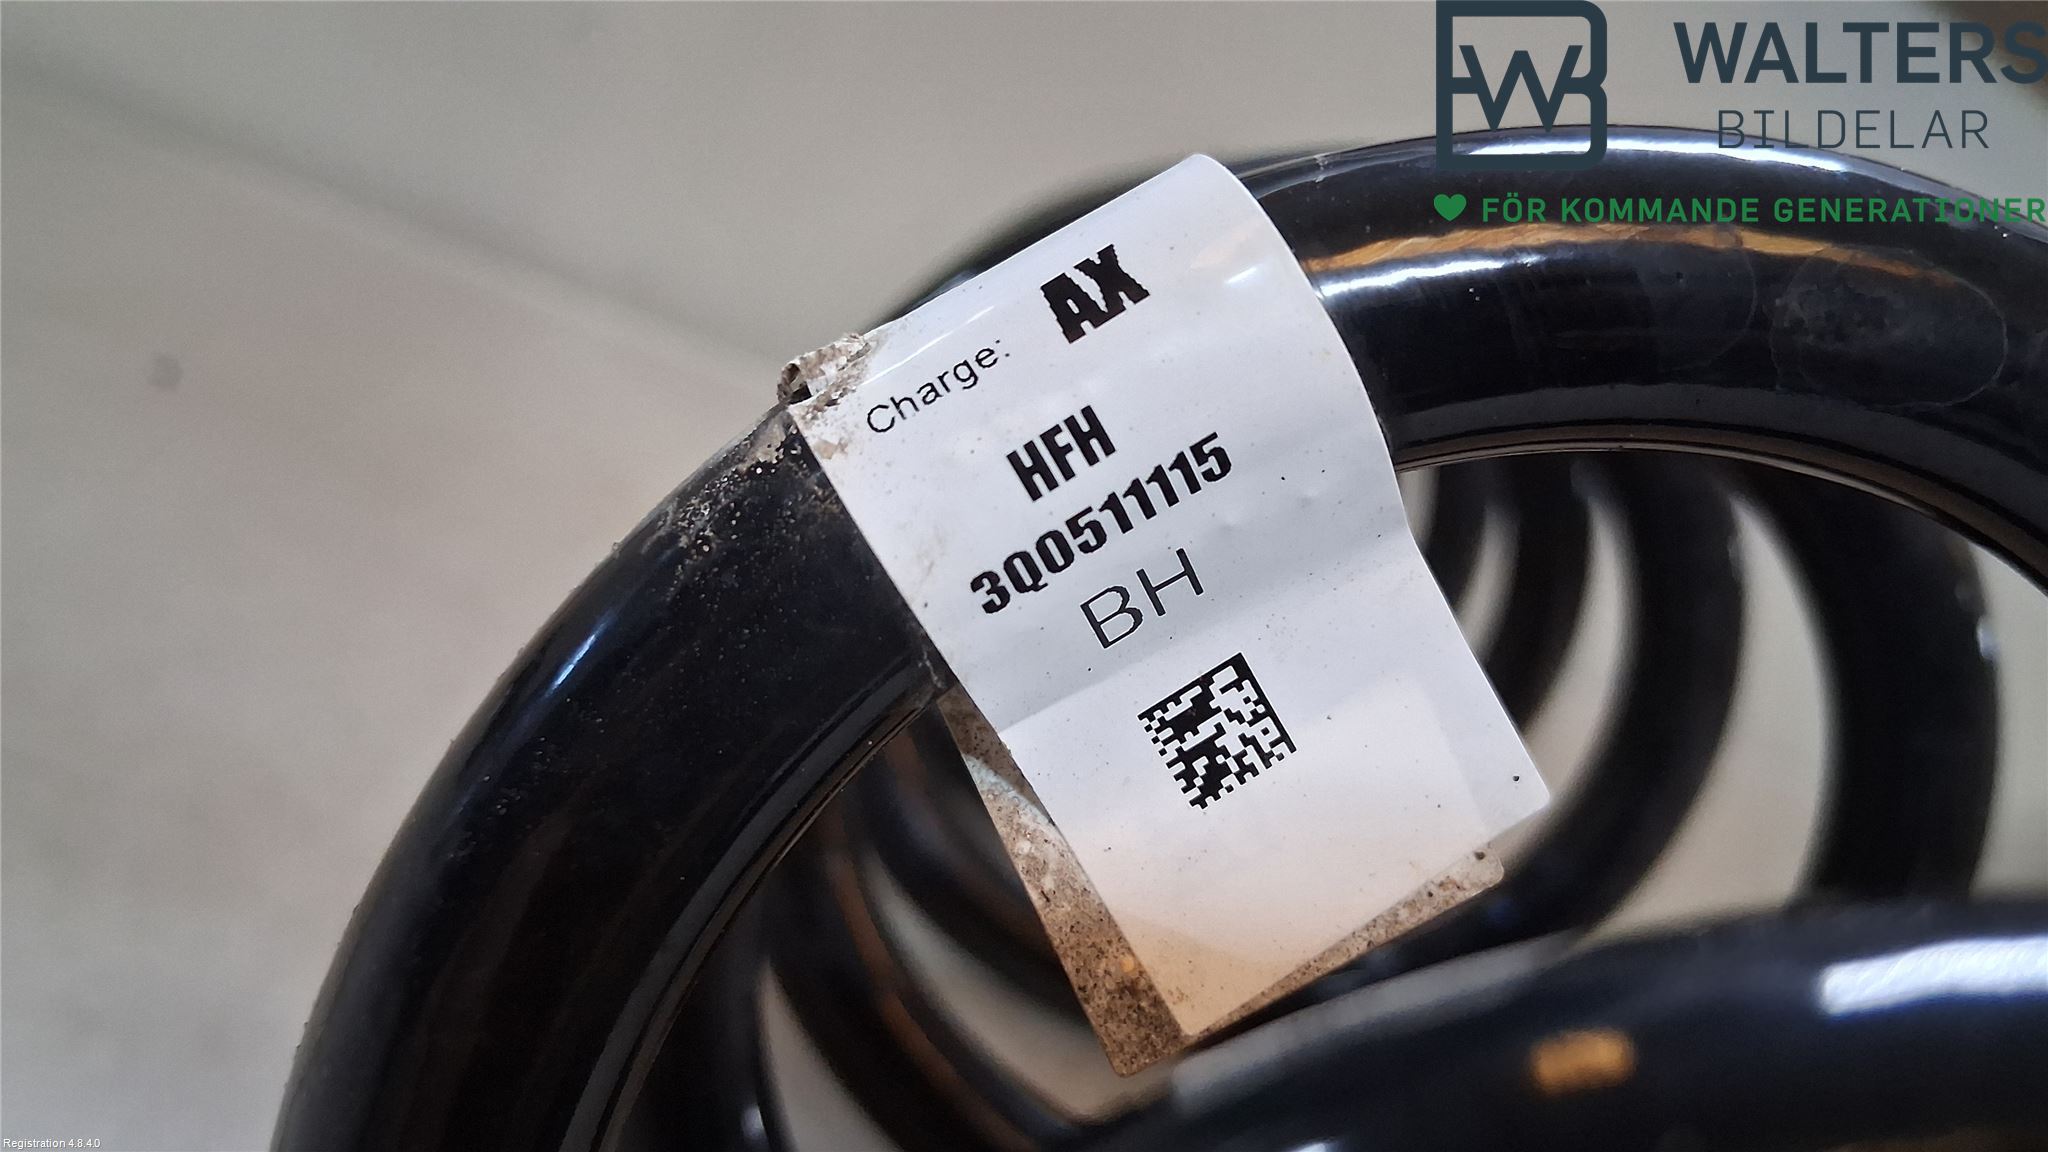 WALTERS
BILDELAR
FÖR KOMMANDE GENERATIONER
Charge: AX
HFH
3Q0511115
BH
Registration 4.8.4.0